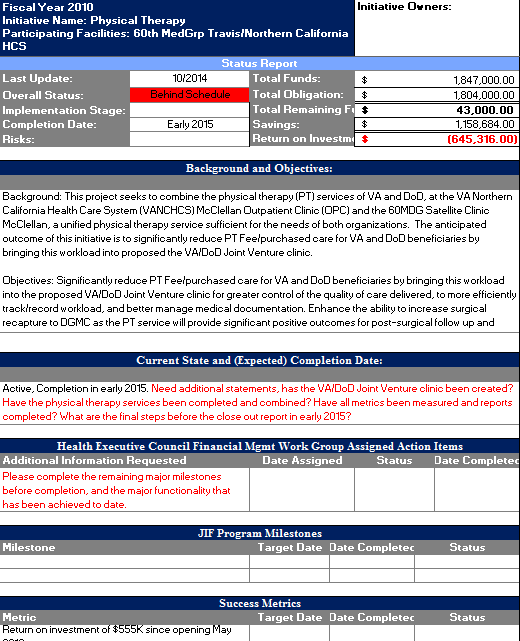 Fiscal Year 2010
Initiative Name: Physical Therapy
Participating Facilities: 60th MedGrp Travis/Northern California
HCS
Initiative Owners:
Status Report
Last Update: 10/2014 Total Funds: $ 1,847,000.00
Overall Status: Behind Schedule Total Obligation: $ 1,804,000.00
Implementation Stage: Total Remaining Fu $ 43,000.00
Completion Date: Early 2015 Savings: $ 1,158,684.00
Risks: Return on Investm $ (645,316.00)
Background and Objectives:
Background: This project seeks to combine the physical therapy (PT) services of VA and DoD, at the VA Northern
California Health Care System (VANCHCS) McClellan Outpatient Clinic (OPC) and the 60MDG Satellite Clinic
McClellan, a unified physical therapy service sufficient for the needs of both organizations. The anticipated
outcome of this initiative is to significantly reduce PT Fee/purchased care for VA and DoD beneficiaries by
bringing this workload into proposed the VA/DoD Joint Venture clinic.
Objectives: Significantly reduce PT Fee/purchased care for VA and DoD beneficiaries by bringing this workload
into the proposed VA/DoD Joint Venture clinic for greater control of the quality of care delivered, to more efficiently
track/record workload, and better manage medical documentation. Enhance the ability to increase surgical
recapture to DGMC as the PT service will provide significant positive outcomes for post-surgical follow up and
Current State and (Expected) Completion Date:
Active, Completion in early 2015. Need additional statements, has the VA/DoD Joint Venture clinic been created?
Have the physical therapy services been completed and combined? Have all metrics been measured and reports
completed? What are the final steps before the close out report in early 2015?
Health Executive Council Financial Mgmt Work Group Assigned Action Items
Additional Information Requested Date Assigned Status Date Completed
Please complete the remaining major milestones
before completion, and the major functionality that
has been achieved to date.
JIF Program Milestones
Milestone Target Date Date Completec Status
Success Metrics
Metric Target Date Date Completec Status
Return on investment of $555K since opening May